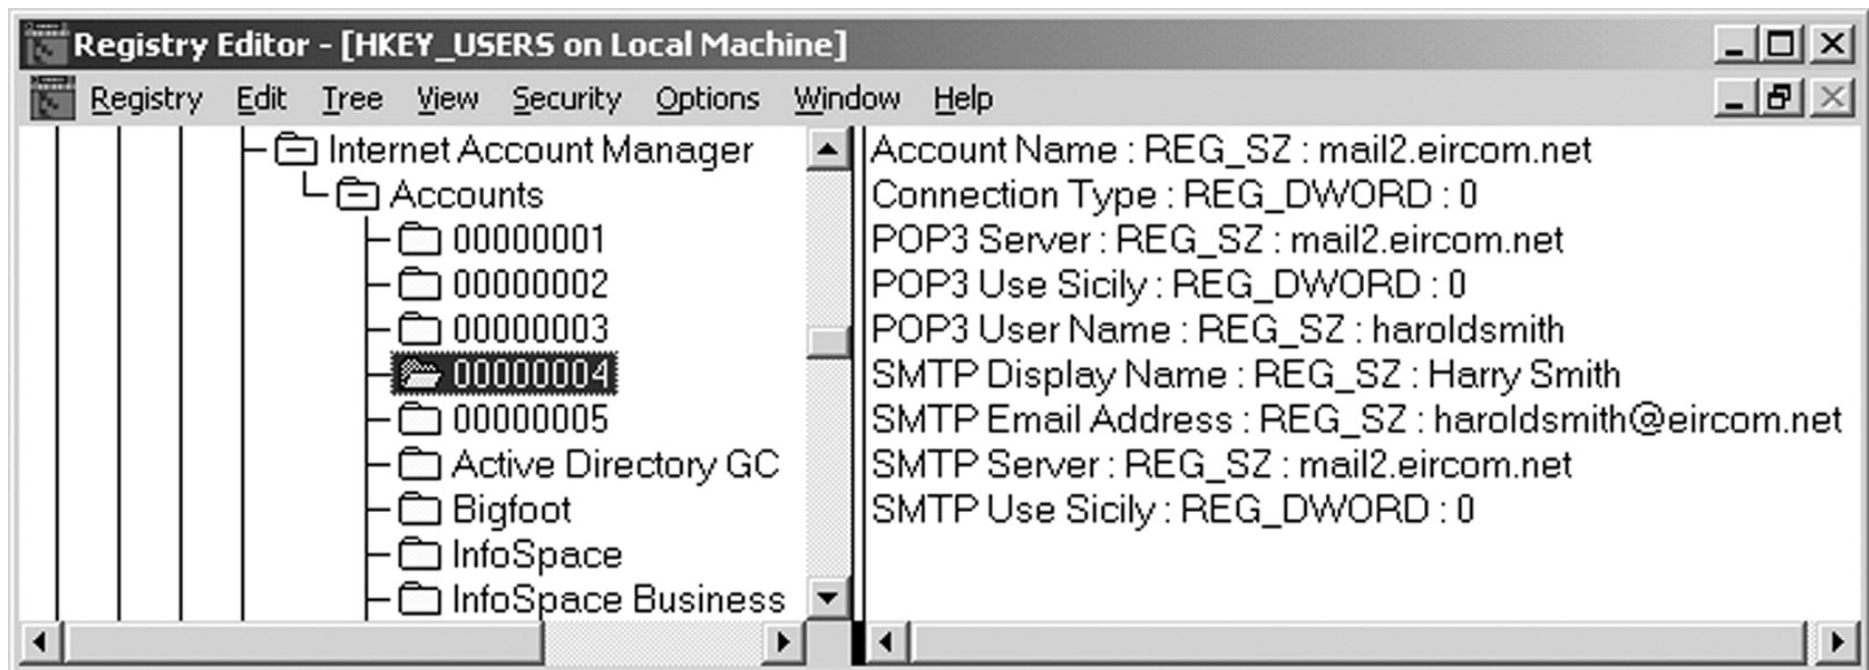 Registry Editor - [HKEY_USERS on Local Machine]
Registry Edit Tree View Security Options Window Help
Internet Account Manager
Accounts
00000001
00000002
00000003
00000004
00000005
Active Directory GC
Bigfoot
InfoSpace
InfoSpace Business
Account Name : REG_SZ : mail2.eircom.net
Connection Type : REG_DWORD : 0
POP3 Server : REG_SZ : mail2.eircom.net
POP3 Use Sicily : REG_DWORD : 0
POP3 User Name : REG_SZ : haroldsmith
SMTP Display Name : REG_SZ : Harry Smith
SMTP Email Address : REG_SZ : haroldsmith@eircom.net
SMTP Server : REG_SZ : mail2.eircom.net
SMTP Use Sicily : REG_DWORD : 0